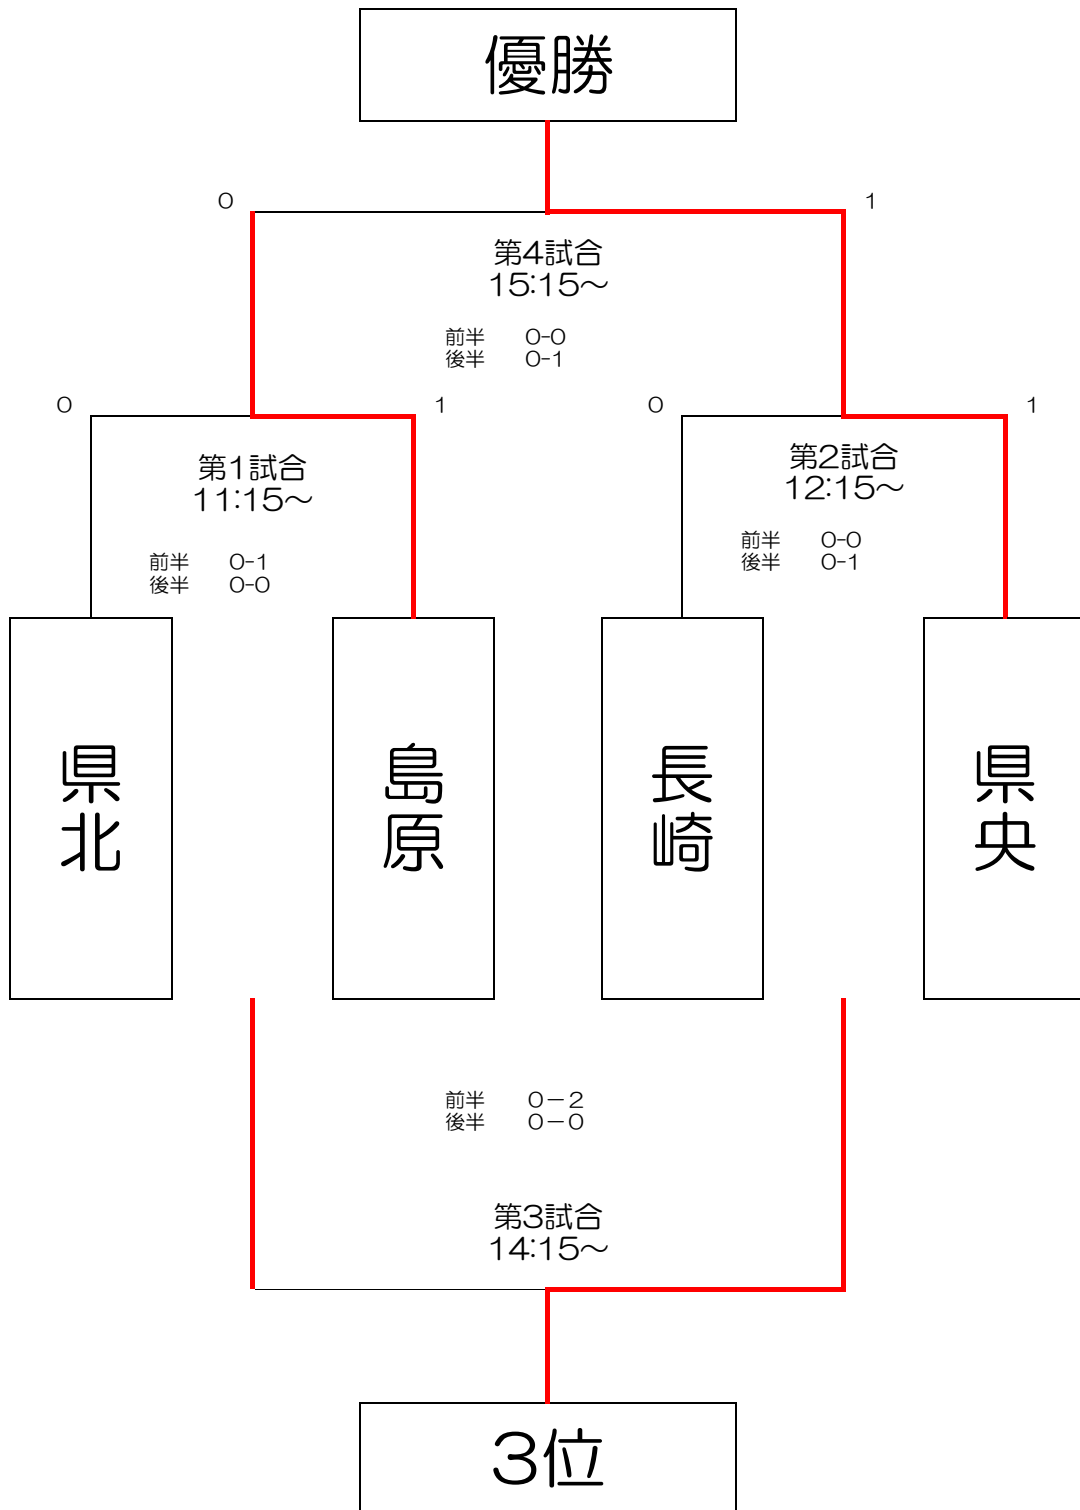 優勝
0
1
第4試合
15:15～
前半 0-0
後半 0-1
0
1
0
1
第1試合
11:15～
前半 0-1
後半 0-0
第2試合
12:15～
前半 0-0
後半 0-1
県北
島原
長崎
県央
前半 0－2
後半 0－0
第3試合
14:15～
3位